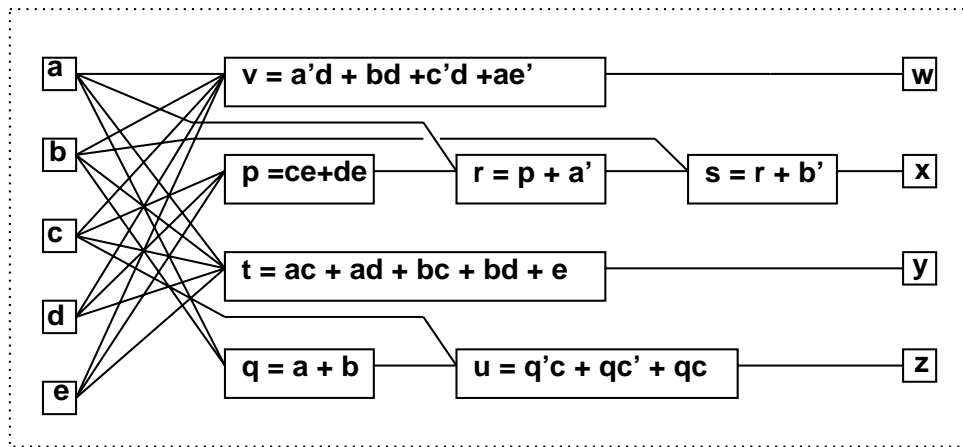 a v = a’d + bd +c’d +ae’ w
b p =ce+de r = p + a’ s = r + b’ x
c t = ac + ad + bc + bd + e y
d
q = a + b u = q’c + qc’ + qc z
e